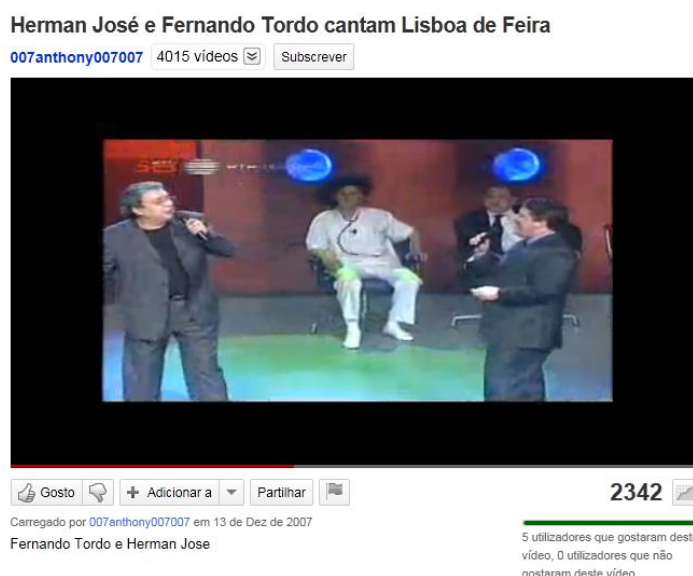 Herman José e Fernando Tordo cantam Lisboa de Feira
007anthony007007 4015 vídeos Subscrever
Gosto Adicionar a Partilhar 2342
Carregado por 007anthony007007 em 13 de Dez de 2007
Fernando Tordo e Herman Jose
5 utilizadores que gostaram deste
vídeo, 0 utilizadores que não
gostaram deste vídeo